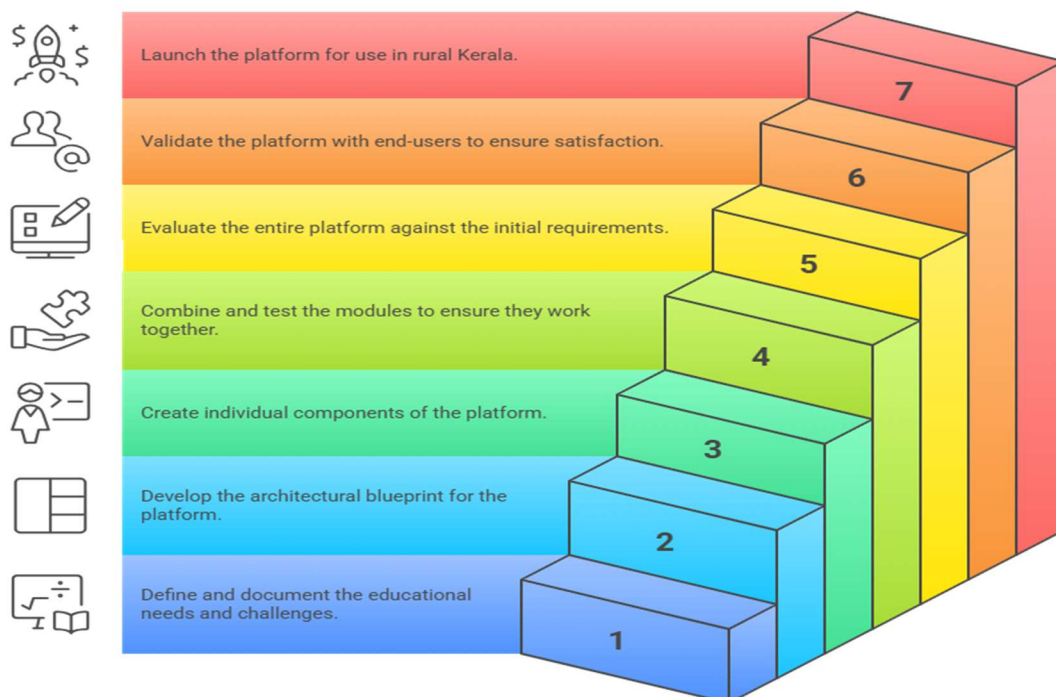 Launch the platform for use in rural Kerala.
7
Validate the platform with end-users to ensure satisfaction.
6
Evaluate the entire platform against the initial requirements.
5
Combine and test the modules to ensure they work
together.
4
Create individual components of the platform.
3
Develop the architectural blueprint for the
platform.
2
Define and document the educational
needs and challenges.
1